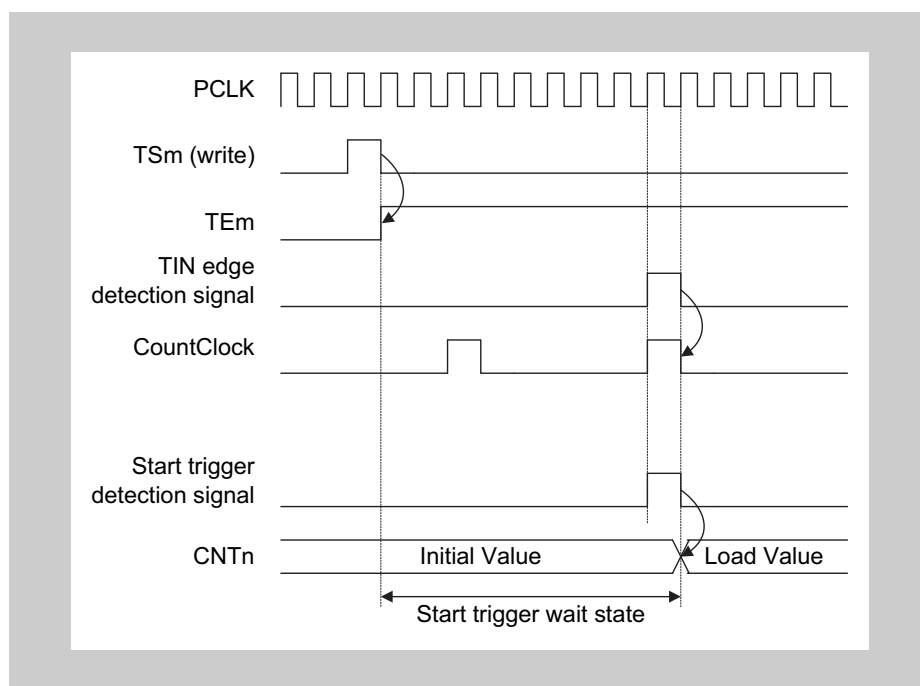 PCLK
TSm (write)
TEm
TIN edge
detection signal
CountClock
Start trigger
detection signal
CNTn
Initial Value
Load Value
Start trigger wait state